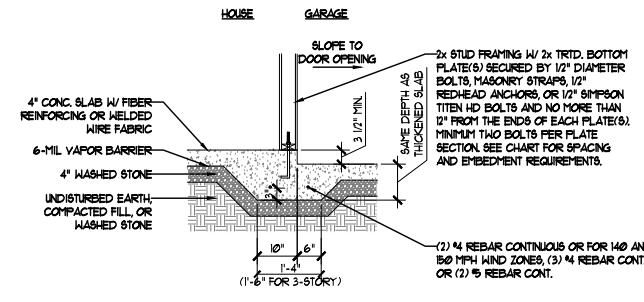 HOUSE
GARAGE
SLOPE TO
DOOR OPENING
4" CONC. SLAB W/ FIBER
REINFORCING OR WELDED
WIRE FABRIC
6-MIL VAPOR BARRIER
4" WASHED STONE
UNDISTURBED EARTH,
COMPACTED FILL, OR
WASHED STONE
3"
10"
6"
1'-4"
(1'-6" FOR 3-STORY)
3 1/2" MIN.
SAME DEPTH AS
THICKENED SLAB
2x STUD FRAMING W/ 2x TRTD. BOTTOM
PLATE(S) SECURED BY 1/2" DIAMETER
BOLTS, MASONRY STRAPS, 1/2"
REDHEAD ANCHORS, OR 1/2" SIMPSON
TITEN HD BOLTS AND NO MORE THAN
12" FROM THE ENDS OF EACH PLATE(S).
MINIMUM TWO BOLTS PER PLATE
SECTION. SEE CHART FOR SPACING
AND EMBEDMENT REQUIREMENTS.
(2) #4 REBAR CONTINUOUS OR FOR 140 AN
150 MPH WIND ZONES, (3) #4 REBAR CONT.
OR (2) #5 REBAR CONT.